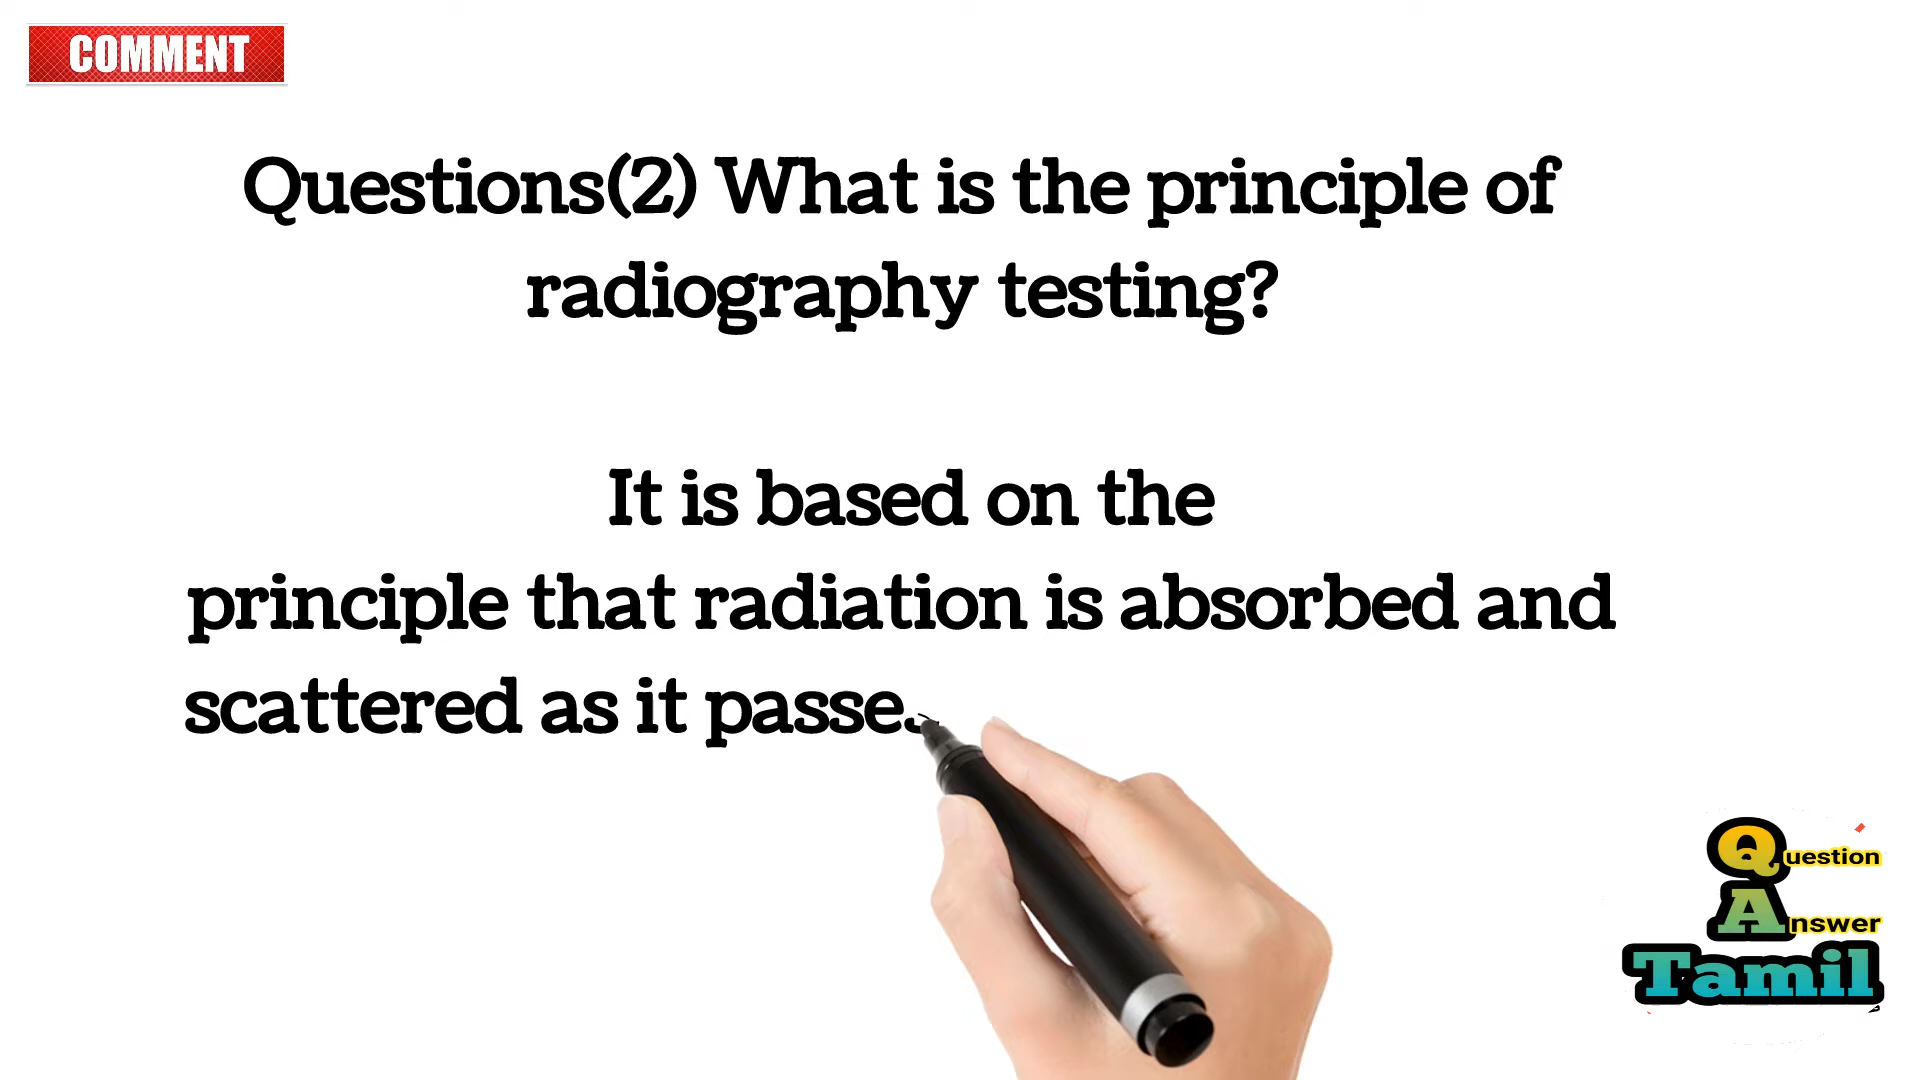 COMMENT
Questions(2) What is the principle of
radiography testing?
It is based on the
principle that radiation is absorbed and
scattered as it passe
Question
Answer
Tamil